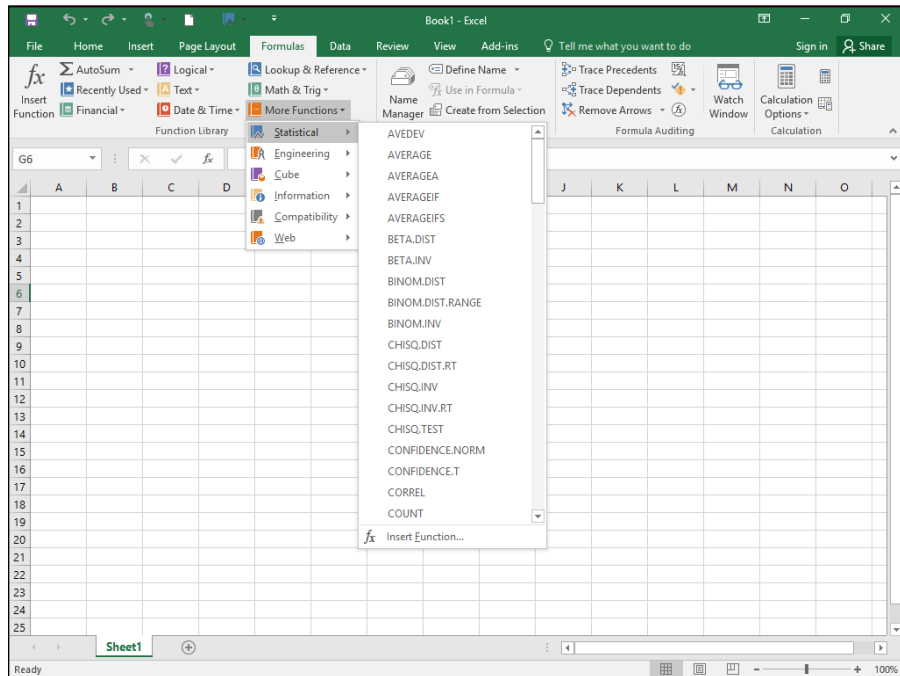 Book1 - Excel
File Home Insert Page Layout Formulas Data Review View Add-ins Tell me what you want to do Sign in Share
fx
Insert
Function
AutoSum
Recently Used
Financial
Logical
Text
Date & Time
Lookup & Reference
Math & Trig
More Functions
Function Library
Name
Manager
Define Name
Use in Formula
Create from Selection
Trace Precedents
Trace Dependents
Remove Arrows
Formula Auditing
Watch
Window
Calculation
Options
Calculation
Statistical
Engineering
Cube
Information
Compatibility
Web
AVEDEV
AVERAGE
AVERAGEA
AVERAGEIF
AVERAGEIFS
BETA.DIST
BETA.INV
BINOM.DIST
BINOM.DIST.RANGE
BINOM.INV
CHISQ.DIST
CHISQ.DIST.RT
CHISQ.INV
CHISQ.INV.RT
CHISQ.TEST
CONFIDENCE.NORM
CONFIDENCE.T
CORREL
COUNT
fx Insert Function...
G6
fx
A B C D J K L M N O
1
2
3
4
5
6
7
8
9
10
11
12
13
14
15
16
17
18
19
20
21
22
23
24
25
Sheet1
Ready
100%